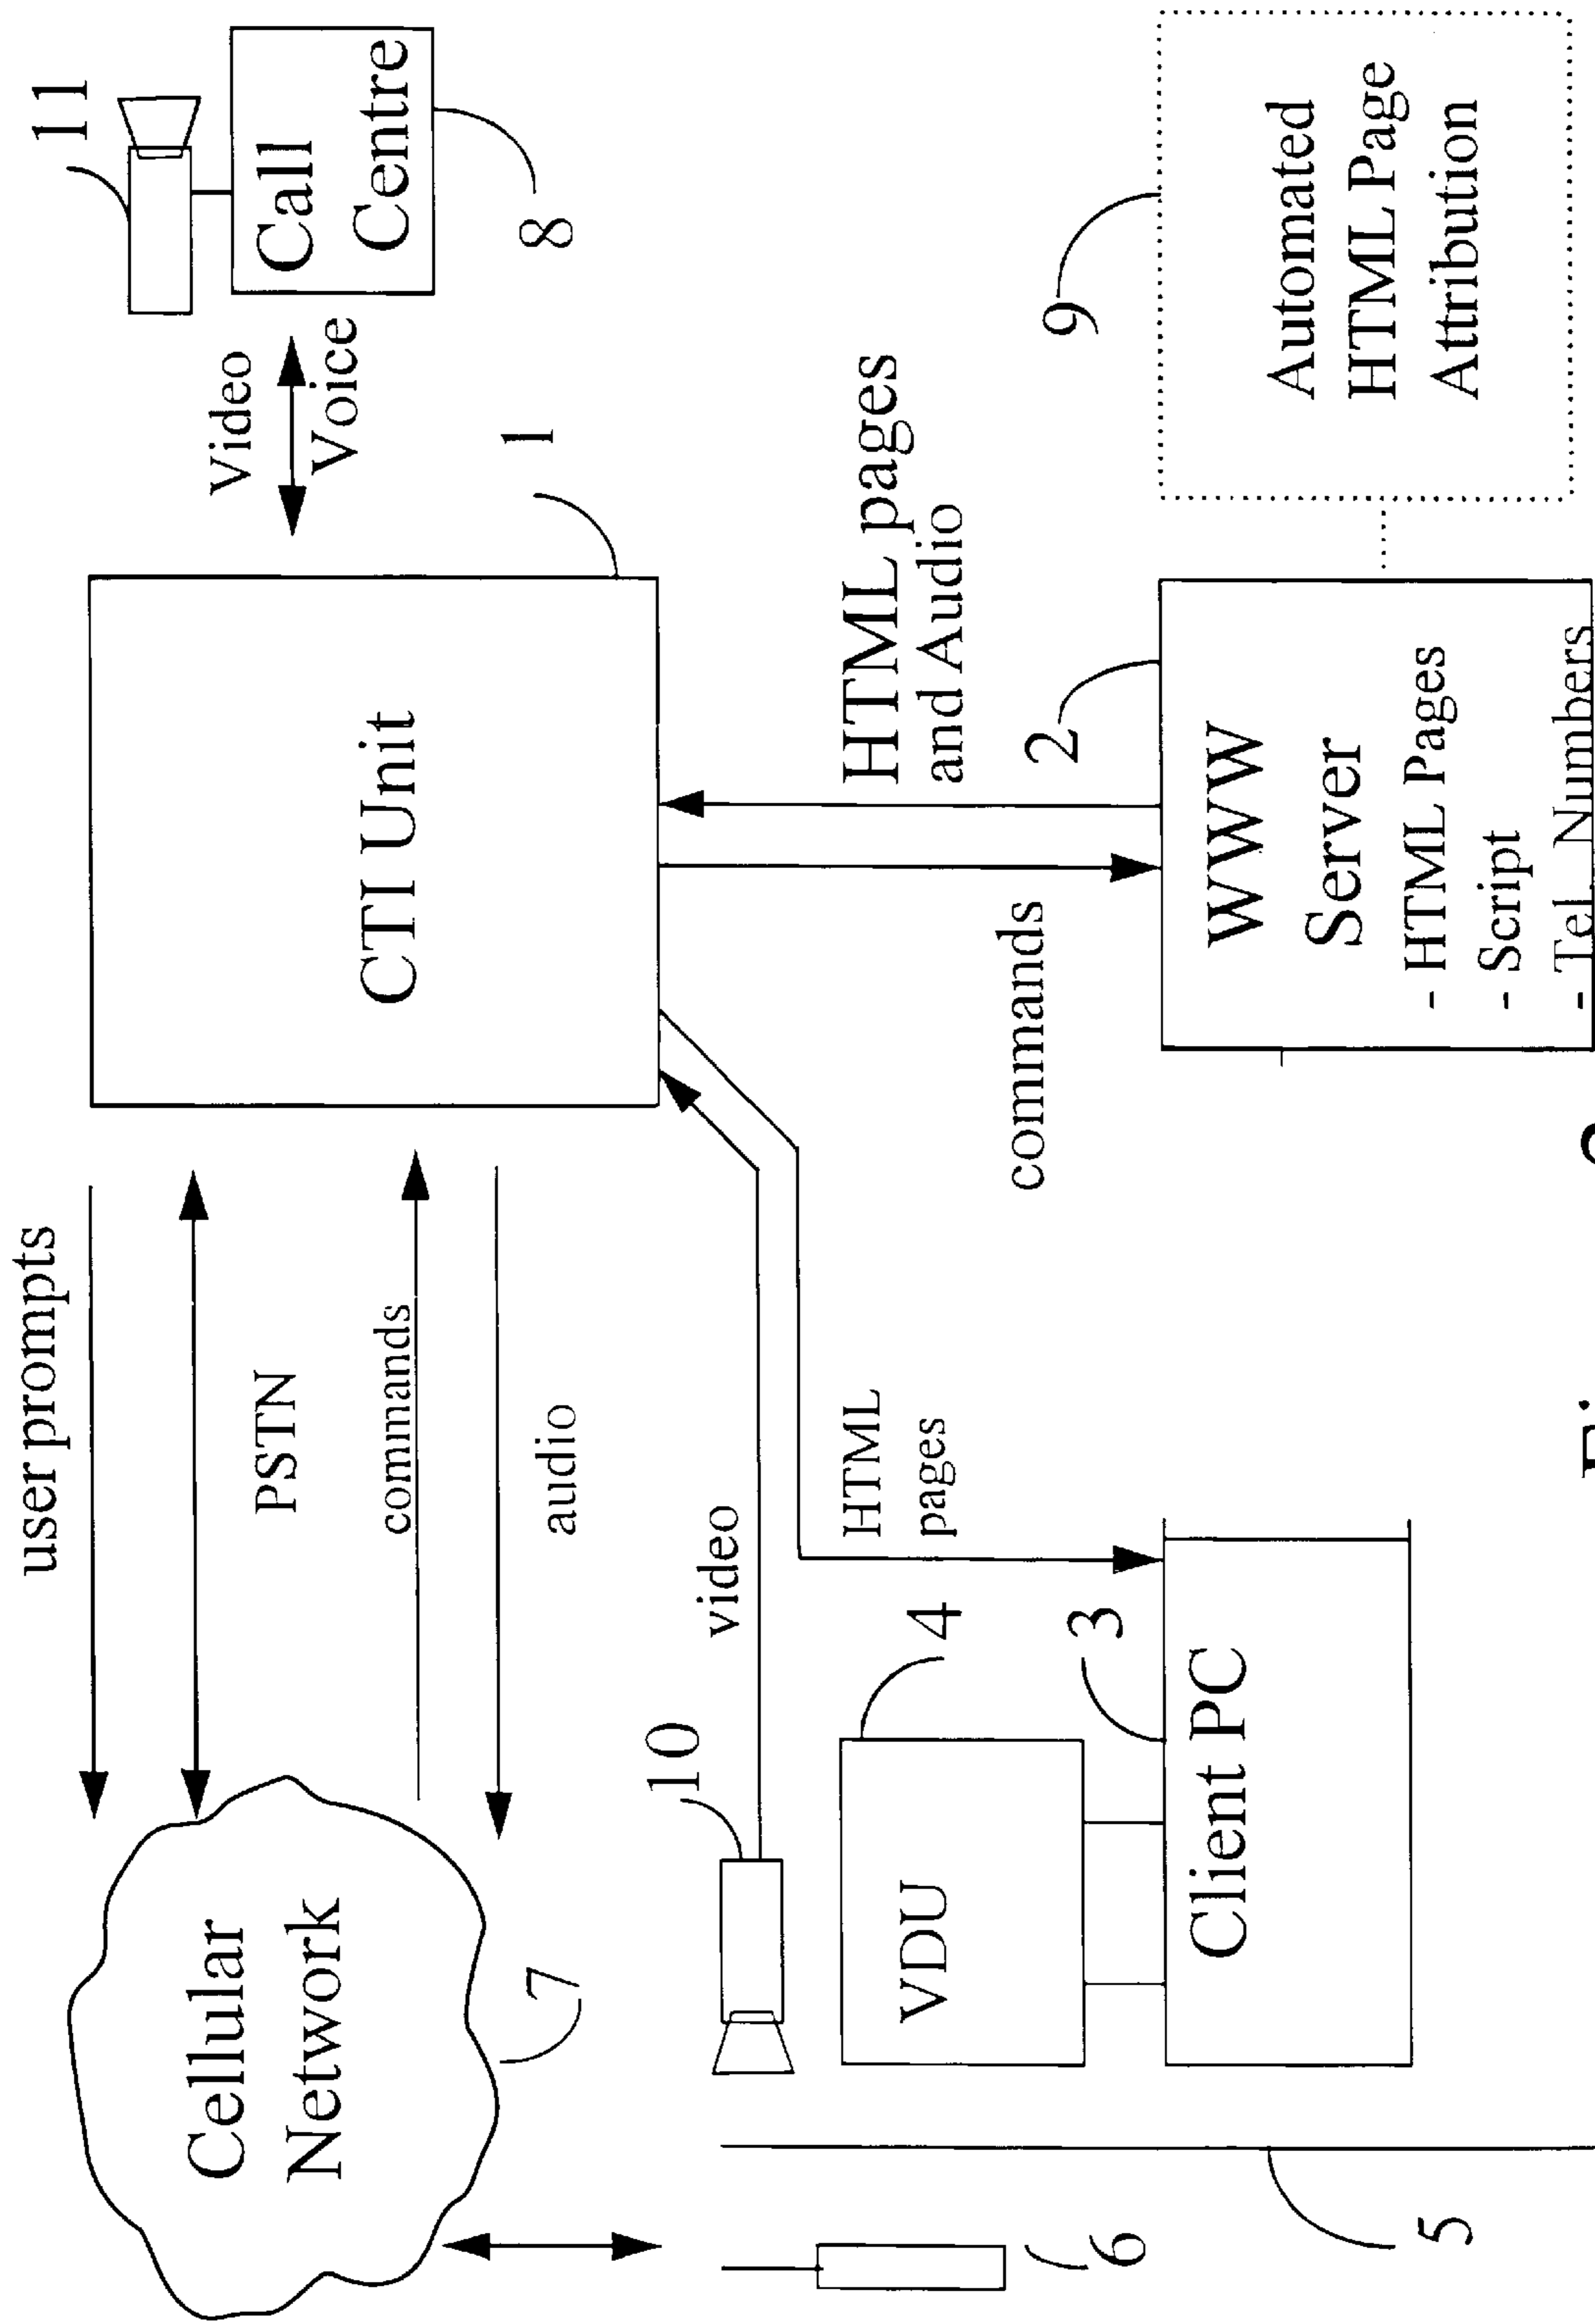 user prompts
PSTN
commands
audio
Cellular
Network
7
CTI Unit
1
Video
Voice
11
Call
Centre
8
10
video
HTML
pages
VDU
4
3
Client PC
6
5
commands
HTML pages
and Audio
2
WWW
Server
- HTML Pages
- Script
- Tel. Numbers
9
Automated
HTML Page
Attribution